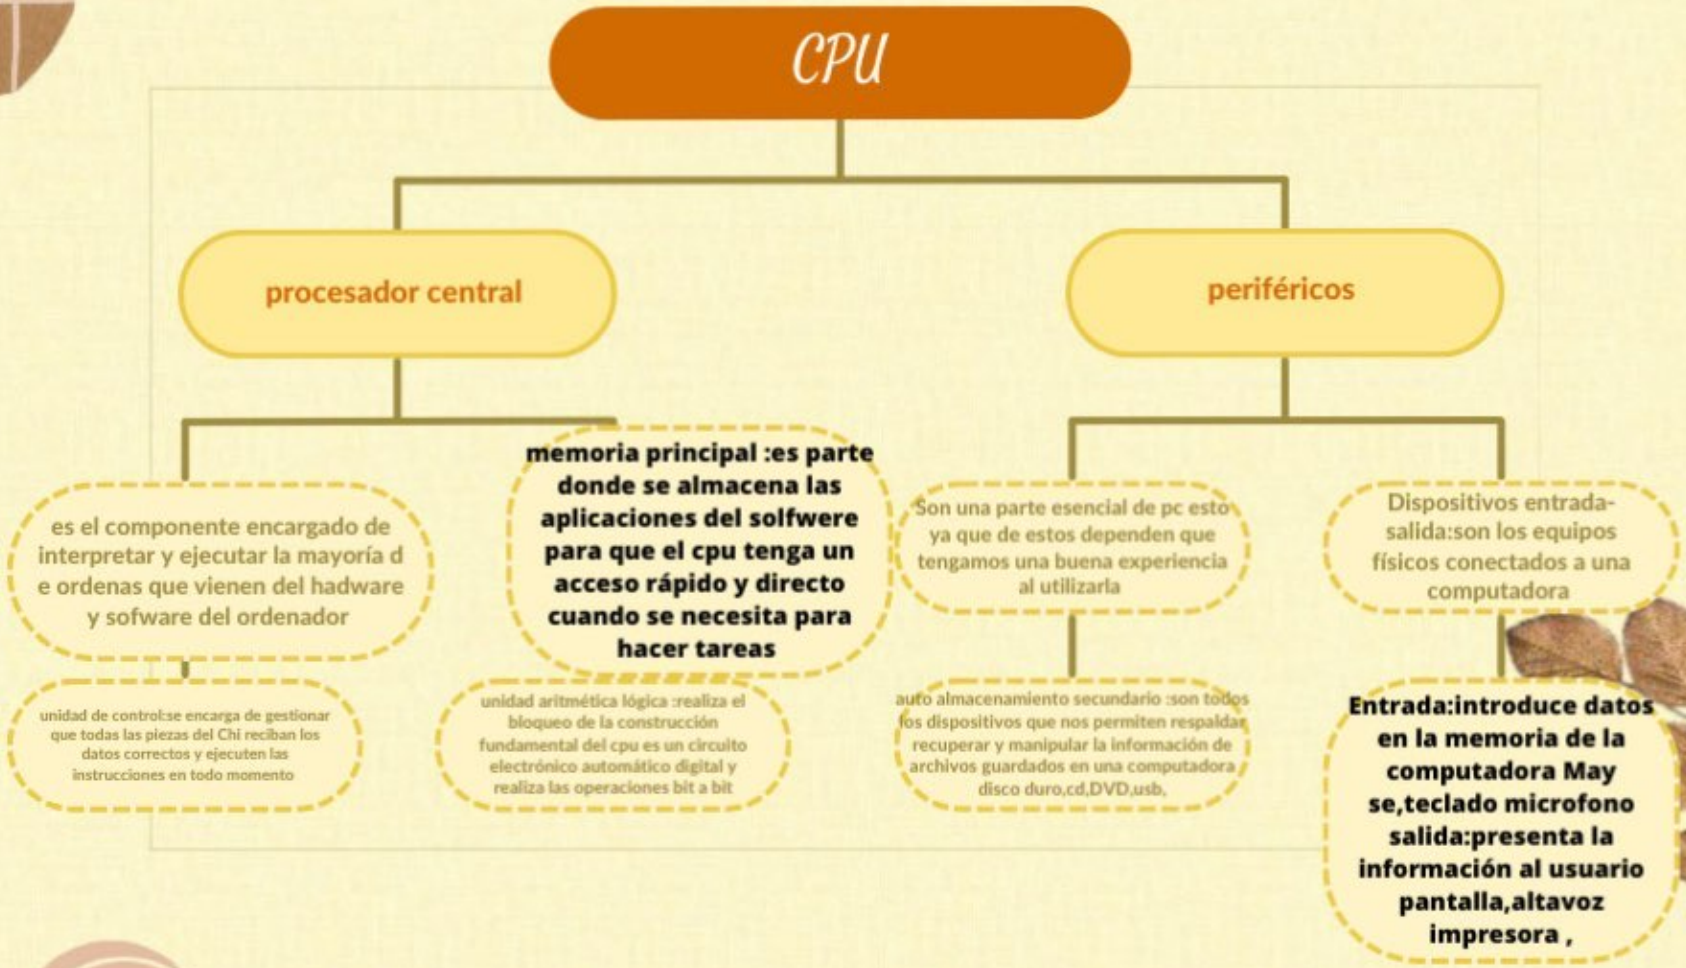 CPU
procesador central
periféricos
es el componente encargado de
interpretar y ejecutar la mayoría d
e ordenas que vienen del hadware
y sofware del ordenador
memoria principal :es parte
donde se almacena las
aplicaciones del solfwere
para que el cpu tenga un
acceso rápido y directo
cuando se necesita para
hacer tareas
Son una parte esencial de pc esto
ya que de estos dependen que
tengamos una buena experiencia
al utilizarla
Dispositivos entrada-
salida:son los equipos
físicos conectados a una
computadora
unidad de control:se encarga de gestionar
que todas las piezas del Chi reciban los
datos correctos y ejecuten las
instrucciones en todo momento
unidad aritmética lógica :realiza el
bloqueo de la construcción
fundamental del cpu es un circuito
electrónico automático digital y
realiza las operaciones bit a bit
auto almacenamiento secundario :son todos
los dispositivos que nos permiten respaldar
recuperar y manipular la información de
archivos guardados en una computadora
disco duro,cd,DVD,usb,
Entrada:introduce datos
en la memoria de la
computadora May
se,teclado microfono
salida:presenta la
información al usuario
pantalla,altavoz
impresora ,